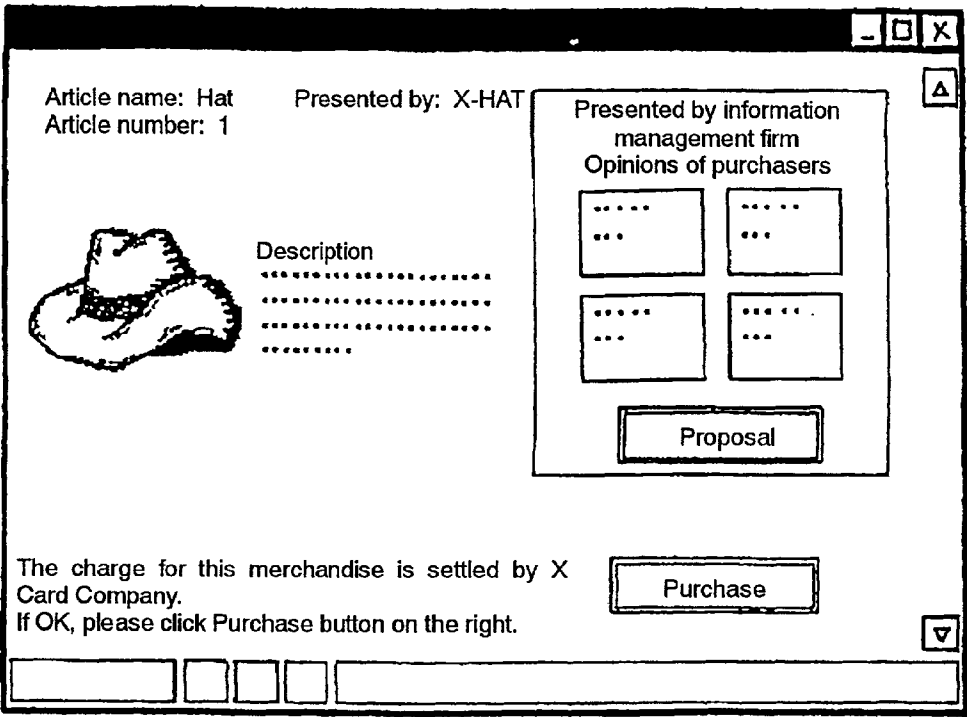 Article name: Hat
Article number: 1
Presented by: X-HAT
Presented by information
management firm
Opinions of purchasers
Description
Proposal
The charge for this merchandise is settled by X
Card Company.
If OK, please click Purchase button on the right.
Purchase